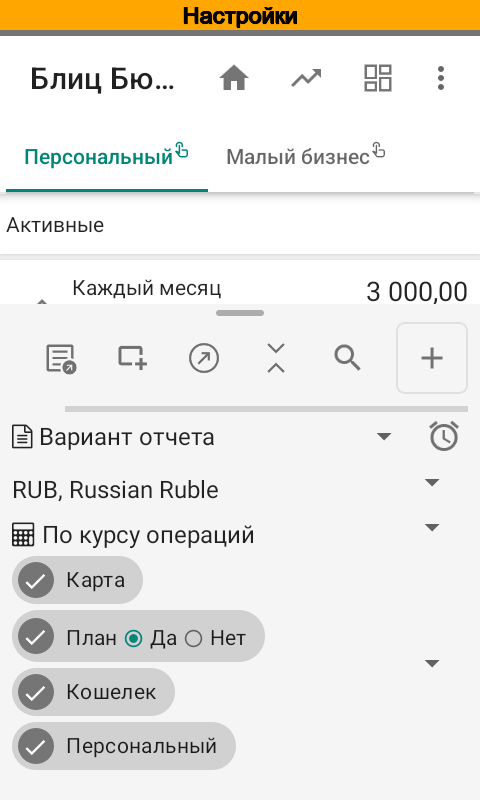 Настройки
Блиц Бю...
Персональный Малый бизнес
Активные
Каждый месяц 3 000,00
Вариант отчета
RUB, Russian Ruble
По курсу операций
Карта
План Да Нет
Кошелек
Персональный